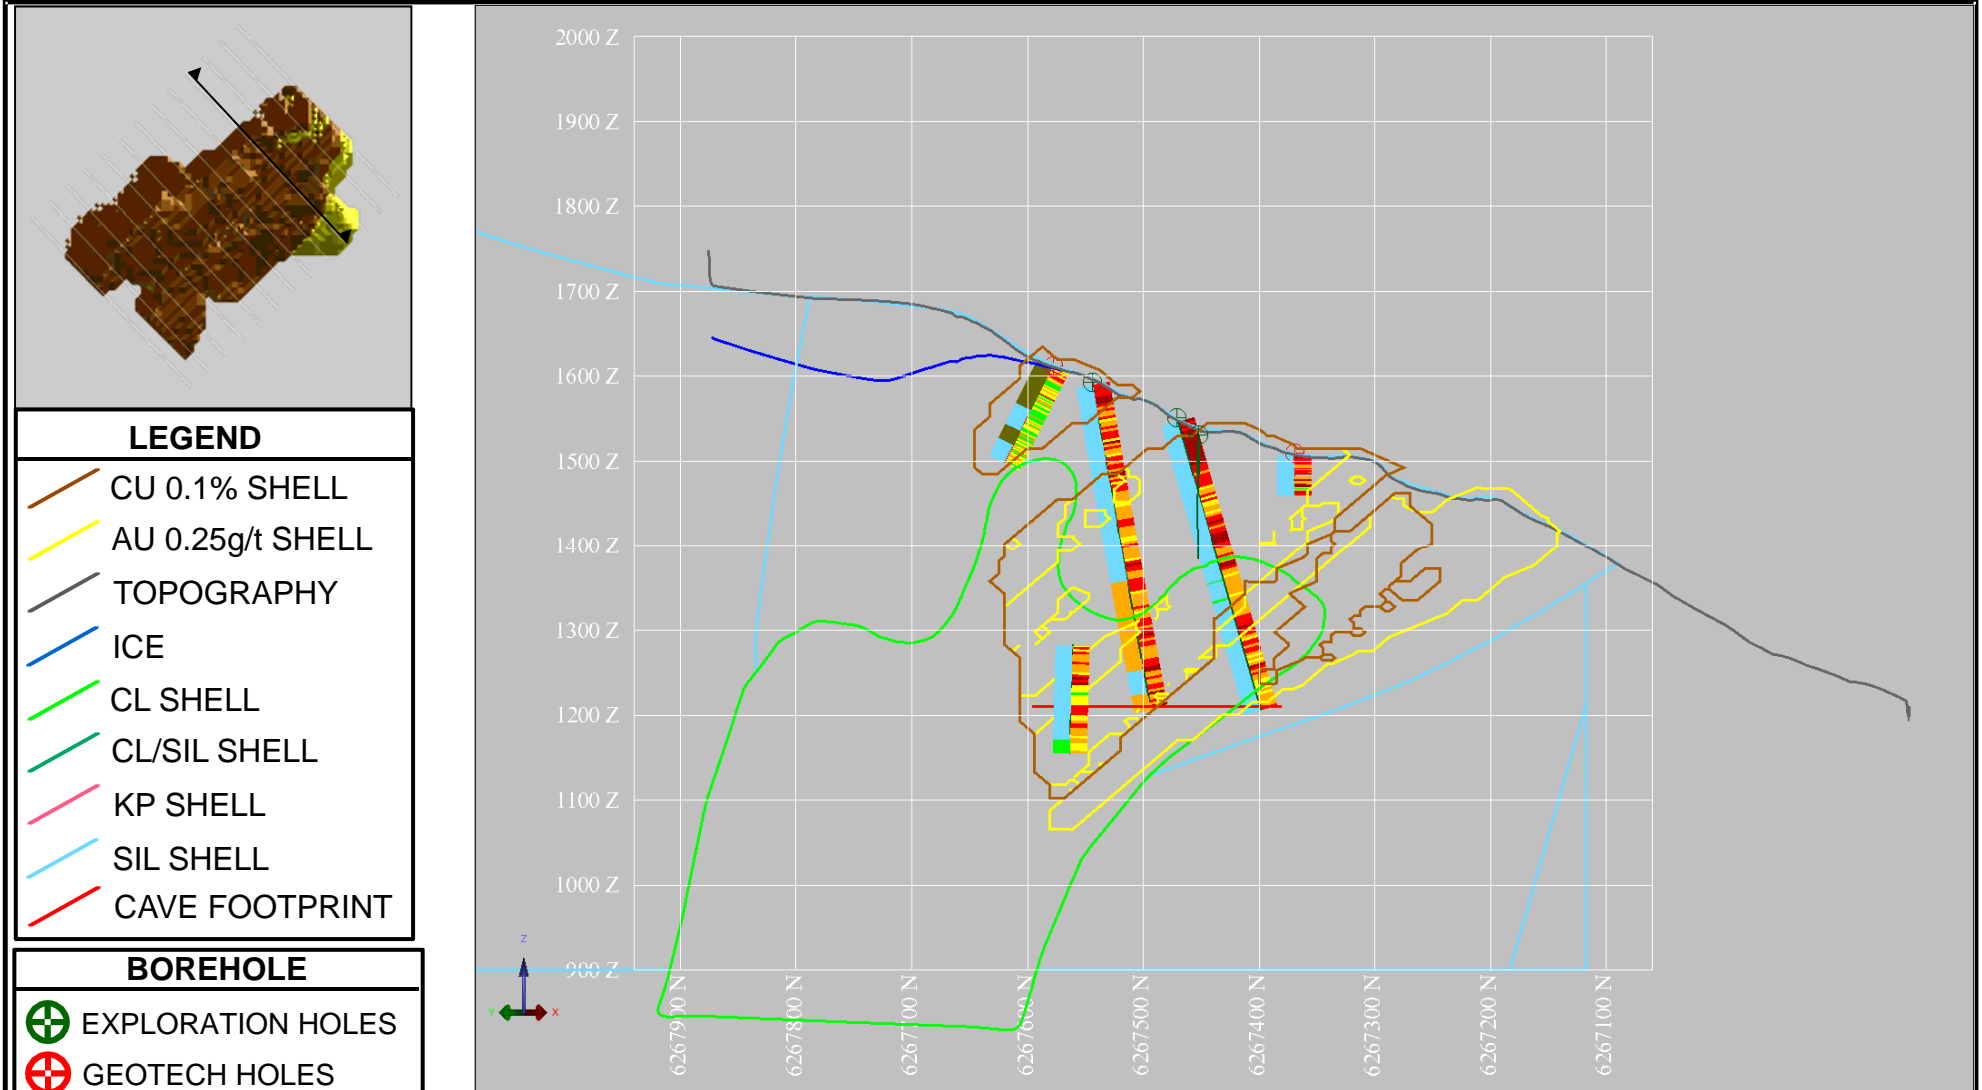 LEGEND
CU 0.1% SHELL
AU 0.25g/t SHELL
TOPOGRAPHY
ICE
CL SHELL
CL/SIL SHELL
KP SHELL
SIL SHELL
CAVE FOOTPRINT
BOREHOLE
EXPLORATION HOLES
GEOTECH HOLES
2000 Z
1900 Z
1800 Z
1700 Z
1600 Z
1500 Z
1400 Z
1300 Z
1200 Z
1100 Z
1000 Z
900 Z
Z
Y
X
6267900 N
6267800 N
6267700 N
6267600 N
6267500 N
6267400 N
6267300 N
6267200 N
6267100 N